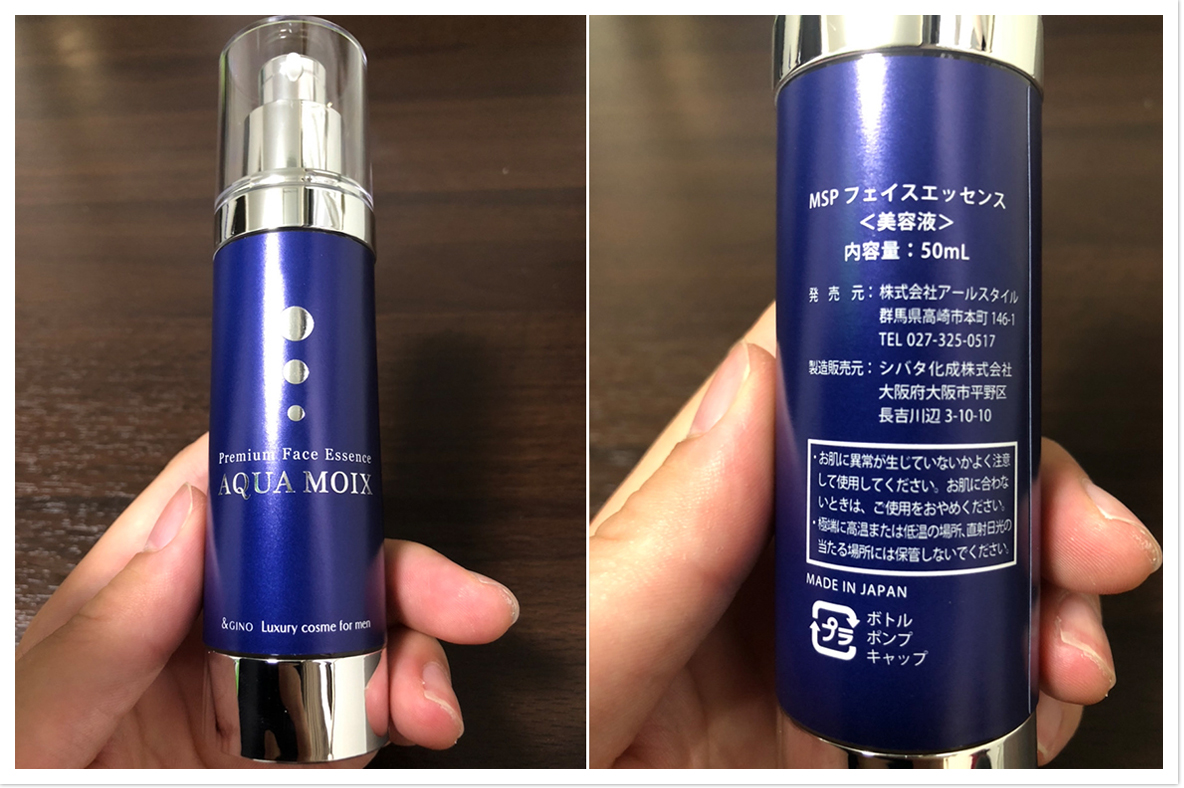 Premium Face Essence
AQUA MOIX
&GINO Luxury cosme for men
MSP フェイスエッセンス
＜美容液＞
内容量：50mL
発売元：株式会社アールスタイル
群馬県高崎市本町 146-1
TEL 027-325-0517
製造販売元：シバタ化成株式会社
大阪府大阪市平野区
長吉川辺 3-10-10
・お肌に異常が生じていないかよく注意
して使用してください。お肌に合わな
いときは、ご使用をおやめください。
・極端に高温または低温の場所、直射日光の
当たる場所には保管しないでください。
MADE IN JAPAN
プラ
ボトル
ポンプ
キャップ